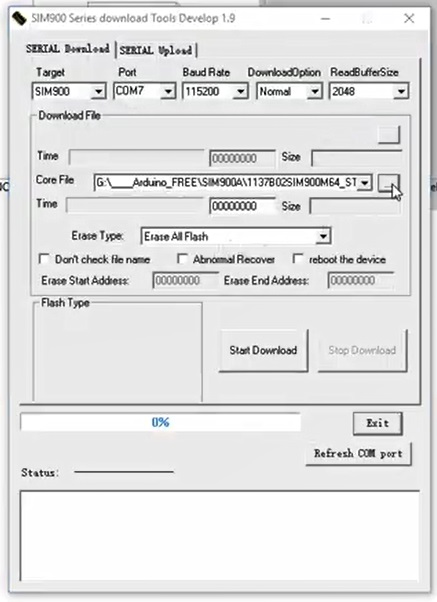 SIM900 Series download Tools Develop 1.9
SERIAL Download SERIAL Upload
Target Port Baud Rate DownloadOption ReadBufferSize
SIM900 COM7 115200 Normal 2048
Download File
...
Time 00000000 Size
Core File G:\___Arduino_FREE\SIM900A\1137B02SIM900M64_ST ...
Time 00000000 Size
Erase Type: Erase All Flash
Don't check file name Abnormal Recover reboot the device
Erase Start Address: 00000000 Erase End Address: 00000000
Flash Type
Start Download Stop Download
0% Exit
Refresh COM port
Status: